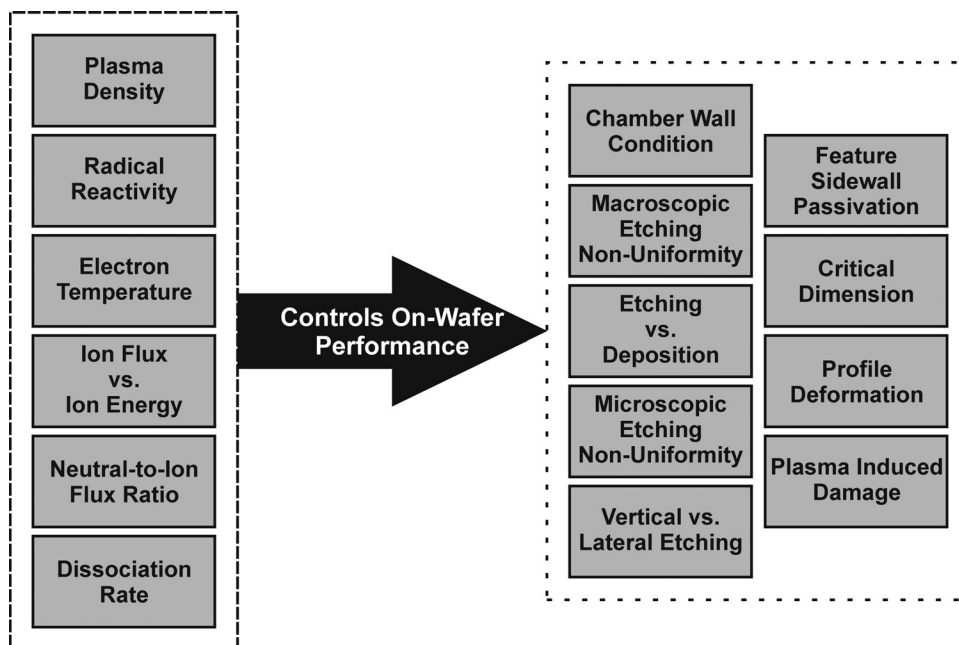 Plasma
Density
Radical
Reactivity
Electron
Temperature
Ion Flux
vs.
Ion Energy
Neutral-to-Ion
Flux Ratio
Dissociation
Rate
Controls On-Wafer
Performance
Chamber Wall
Condition
Macroscopic
Etching
Non-Uniformity
Etching
vs.
Deposition
Microscopic
Etching
Non-Uniformity
Vertical vs.
Lateral Etching
Feature
Sidewall
Passivation
Critical
Dimension
Profile
Deformation
Plasma Induced
Damage